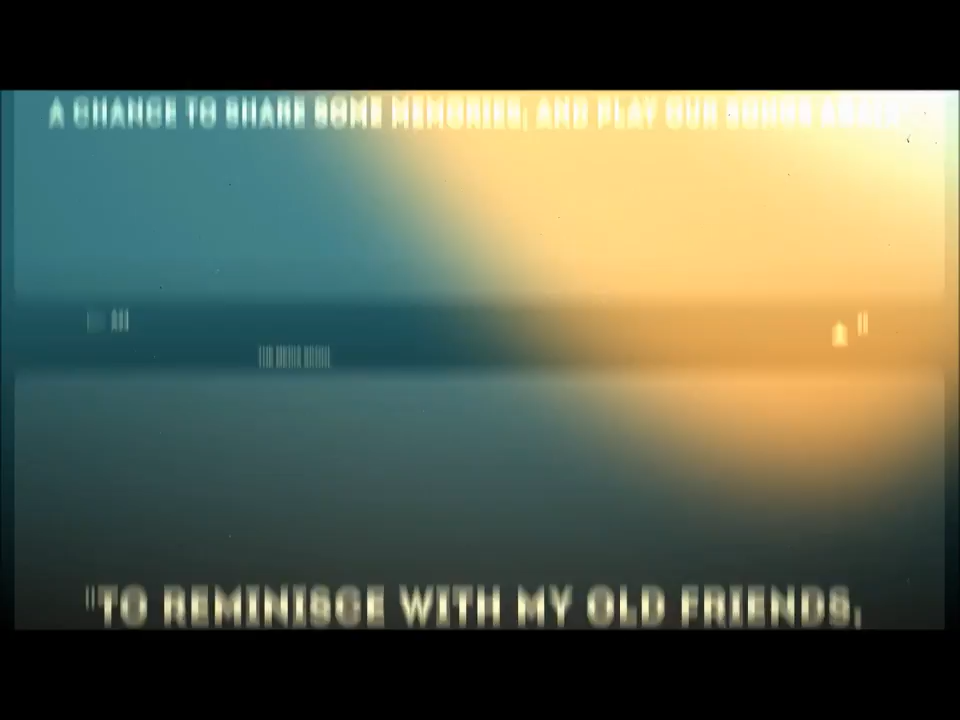 A CHANCE TO SHARE SOME MEMORIES, AND PLAY OUR SONGS AGAIN
"TO REMINISCE WITH MY OLD FRIENDS,